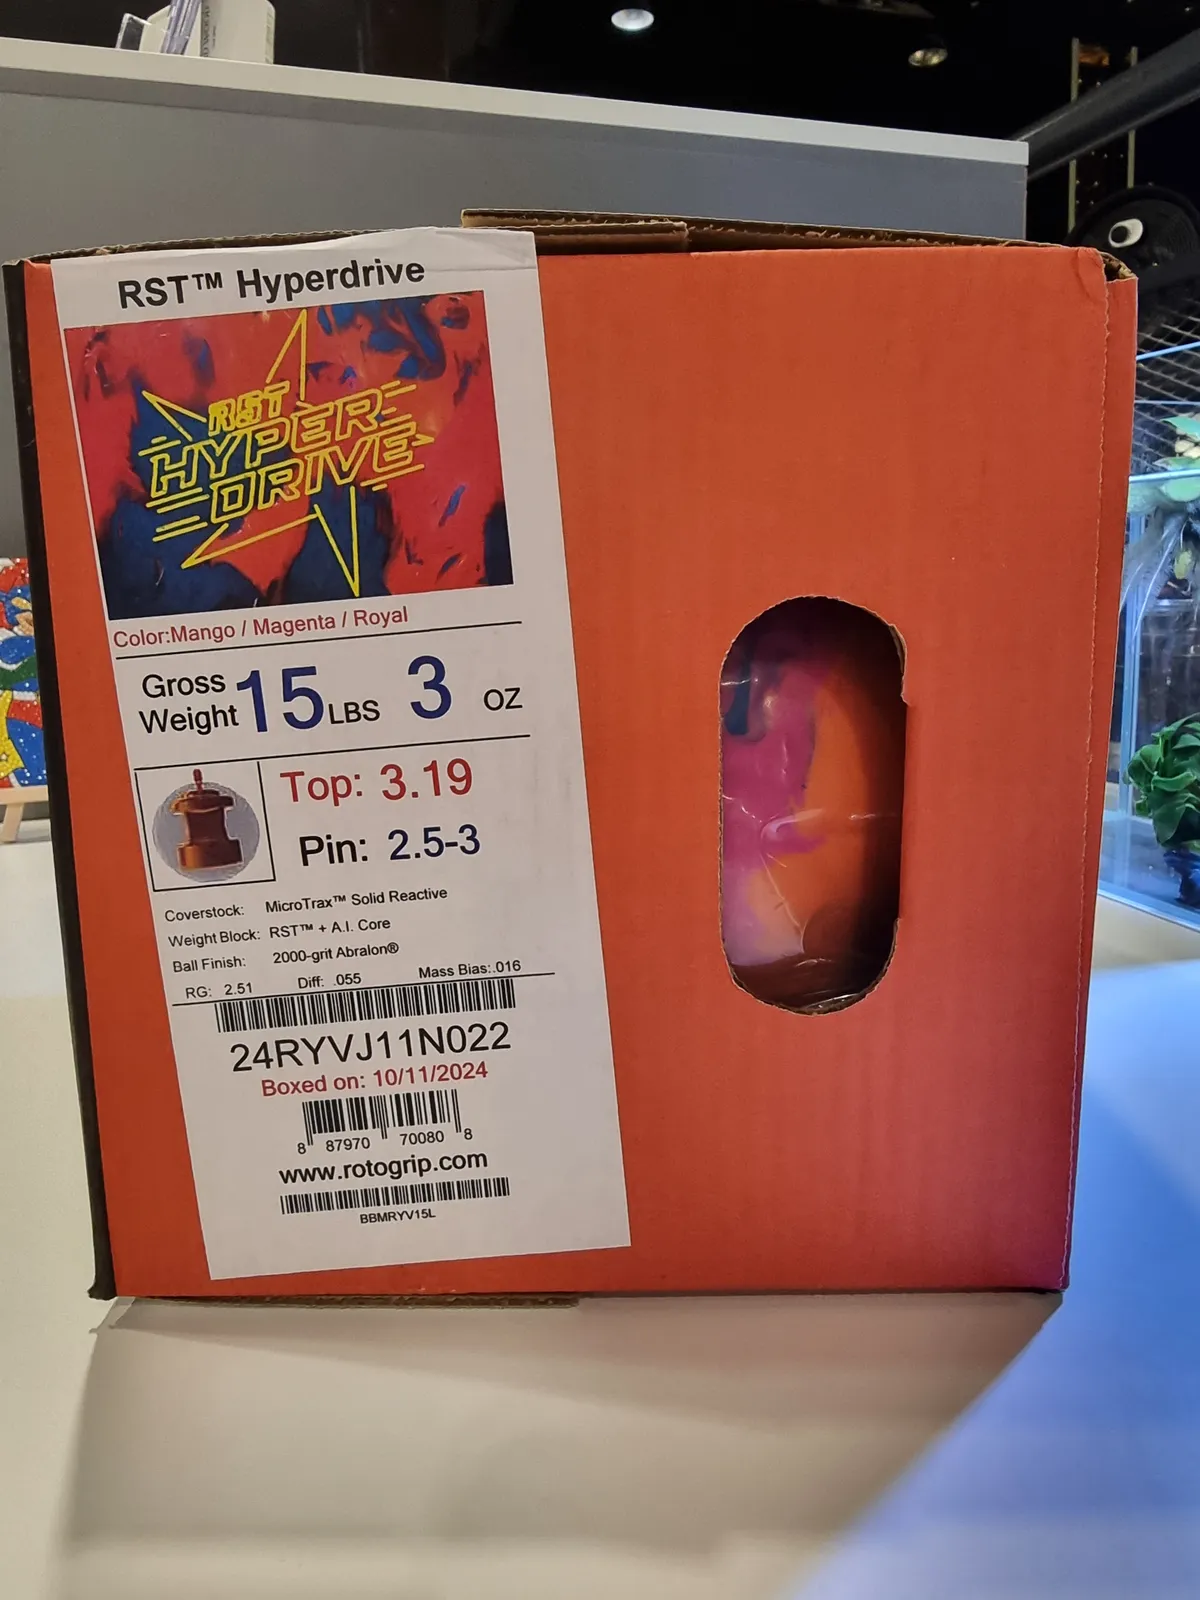 RST™ Hyperdrive
RST
HYPER
DRIVE
Color:Mango / Magenta / Royal
Gross Weight 15 LBS 3 OZ
Top: 3.19
Pin: 2.5-3
Coverstock: MicroTrax™ Solid Reactive
Weight Block: RST™ + A.I. Core
Ball Finish: 2000-grit Abralon®
RG: 2.51 Diff: .055 Mass Bias:.016
24RYVJ11N022
Boxed on: 10/11/2024
8 87970 70080 8
www.rotogrip.com
BBMRYV15L